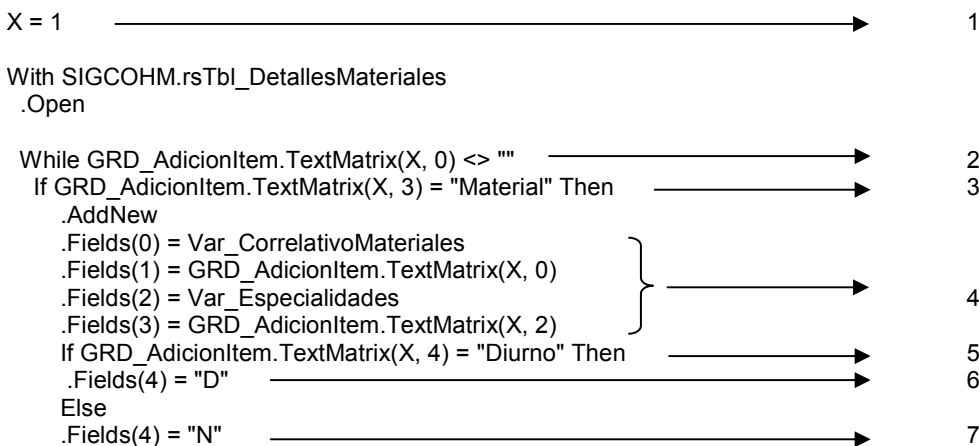 X = 1 1
With SIGCOHM.rsTbl_DetallesMateriales
.Open
While GRD_AdicionItem.TextMatrix(X, 0) <> "" 2
If GRD_AdicionItem.TextMatrix(X, 3) = "Material" Then 3
.AddNew
.Fields(0) = Var_CorrelativoMateriales
.Fields(1) = GRD_AdicionItem.TextMatrix(X, 0)
.Fields(2) = Var_Especialidades 4
.Fields(3) = GRD_AdicionItem.TextMatrix(X, 2)
If GRD_AdicionItem.TextMatrix(X, 4) = "Diurno" Then 5
.Fields(4) = "D" 6
Else
.Fields(4) = "N" 7